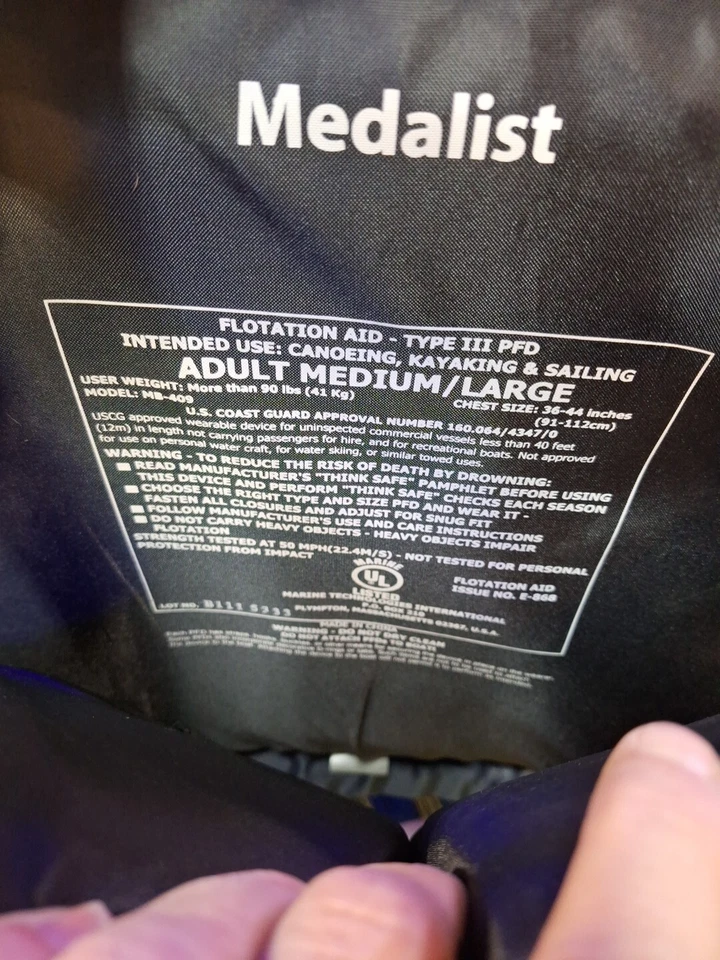 Medalist
FLOTATION AID - TYPE III PFD
INTENDED USE: CANOEING, KAYAKING & SAILING
ADULT MEDIUM/LARGE
USER WEIGHT: More than 90 lbs (41 Kg)
CHEST SIZE: 36-44 inches
MODEL: MB-409
(91-112cm)
U.S. COAST GUARD APPROVAL NUMBER 160.064/4347/0
USCG approved wearable device for uninspected commercial vessels less than 40 feet
(12m) in length not carrying passengers for hire, and for recreational boats. Not approved
for use on personal water craft, for water skiing, or similar towed uses.
WARNING - TO REDUCE THE RISK OF DEATH BY DROWNING:
READ MANUFACTURER'S "THINK SAFE" PAMPHLET BEFORE USING
THIS DEVICE AND PERFORM "THINK SAFE" CHECKS EACH SEASON
CHOOSE THE RIGHT TYPE AND SIZE PFD AND WEAR IT -
FASTEN ALL CLOSURES AND ADJUST FOR SNUG FIT
FOLLOW MANUFACTURER'S USE AND CARE INSTRUCTIONS
DO NOT CARRY HEAVY OBJECTS - HEAVY OBJECTS IMPAIR
FLOTATION
STRENGTH TESTED AT 50 MPH(22.4M/S) - NOT TESTED FOR PERSONAL
PROTECTION FROM IMPACT
MARINE
UL
LISTED
FLOTATION AID
ISSUE NO. E-868
MARINE TECHNOLOGIES INTERNATIONAL
P.O. BOX
PLYMPTON, MASSACHUSETTS 02367, U.S.A.
LOT NO.
MADE IN CHINA
WARNING - DO NOT DRY CLEAN
DO NOT ATTACH PFD TO BOAT!